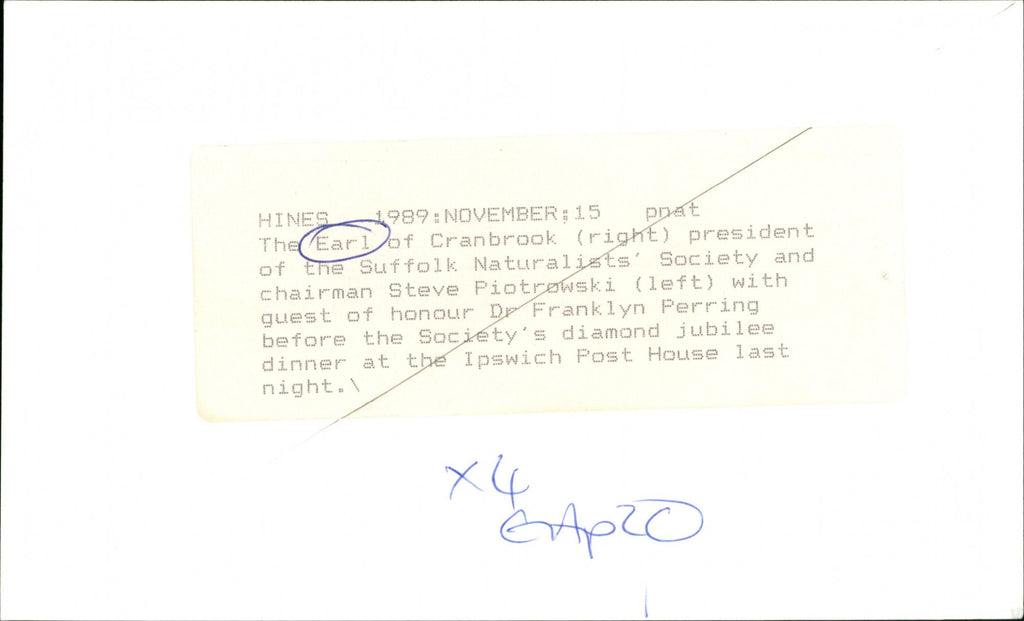 HINES 1989:NOVEMBER;15 pnat
The Earl of Cranbrook (right) president
of the Suffolk Naturalists' Society and
chairman Steve Piotrowski (left) with
guest of honour Dr Franklyn Perring
before the Society's diamond jubilee
dinner at the Ipswich Post House last
night.\
x4